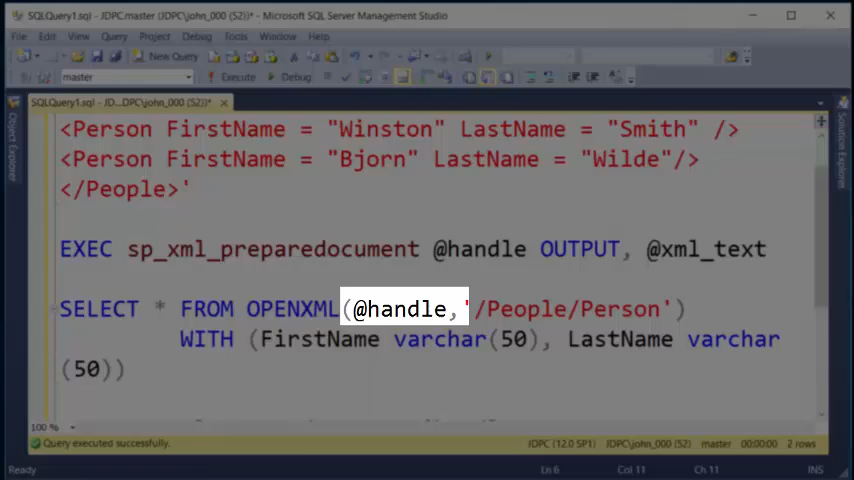 SQLQuery1.sql - JDPC.master (JDPC\john_000 (52))* - Microsoft SQL Server Management Studio
File Edit View Query Project Debug Tools Window Help
New Query
master Execute Debug
SQLQuery1.sql - JD...DPC\john_000 (52))*
Object Explorer
Solution Explorer
<Person FirstName = "Winston" LastName = "Smith" />
<Person FirstName = "Bjorn" LastName = "Wilde"/>
</People>'
EXEC sp_xml_preparedocument @handle OUTPUT, @xml_text
SELECT * FROM OPENXML(@handle,'/People/Person')
WITH (FirstName varchar(50), LastName varchar
(50))
100 %
Query executed successfully. JDPC (12.0 SP1) JDPC\john_000 (52) master 00:00:00 2 rows
Ready Ln 6 Col 11 Ch 11 INS